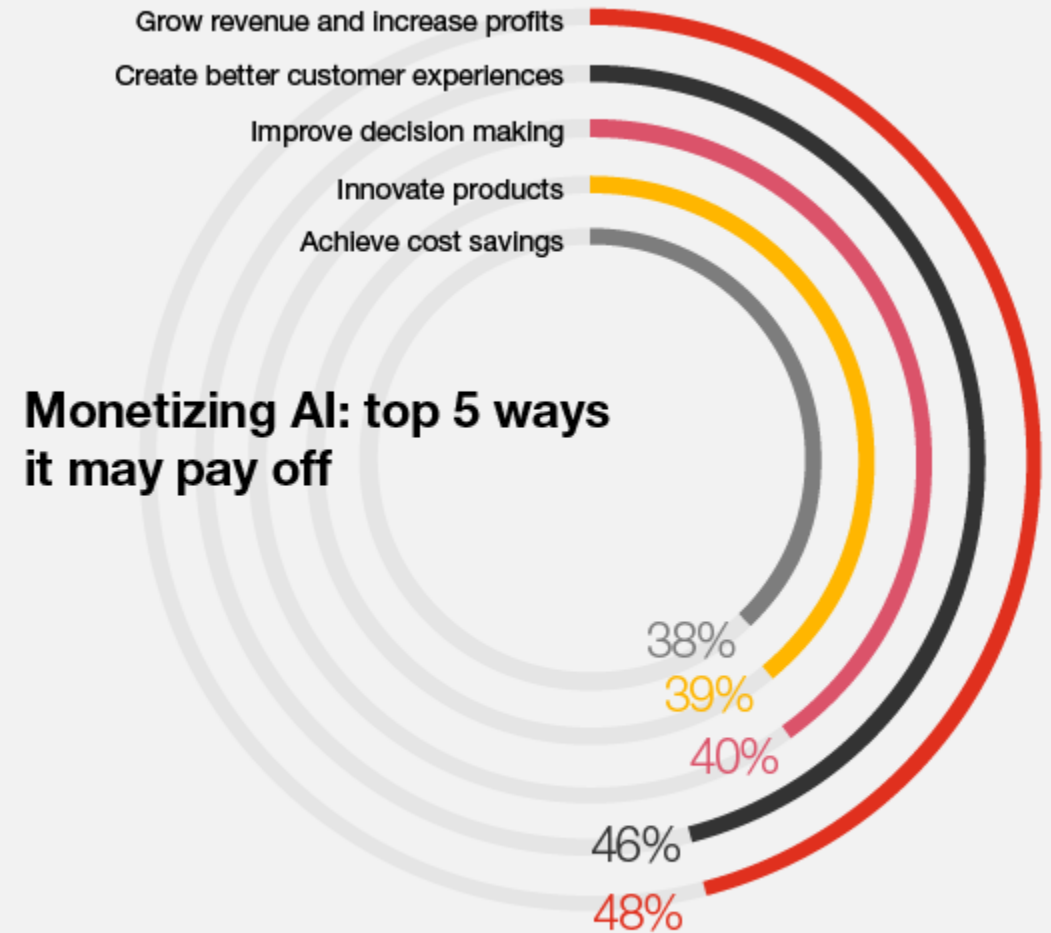 Grow revenue and increase profits
Create better customer experiences
Improve decision making
Innovate products
Achieve cost savings
Monetizing AI: top 5 ways
it may pay off
38%
39%
40%
46%
48%